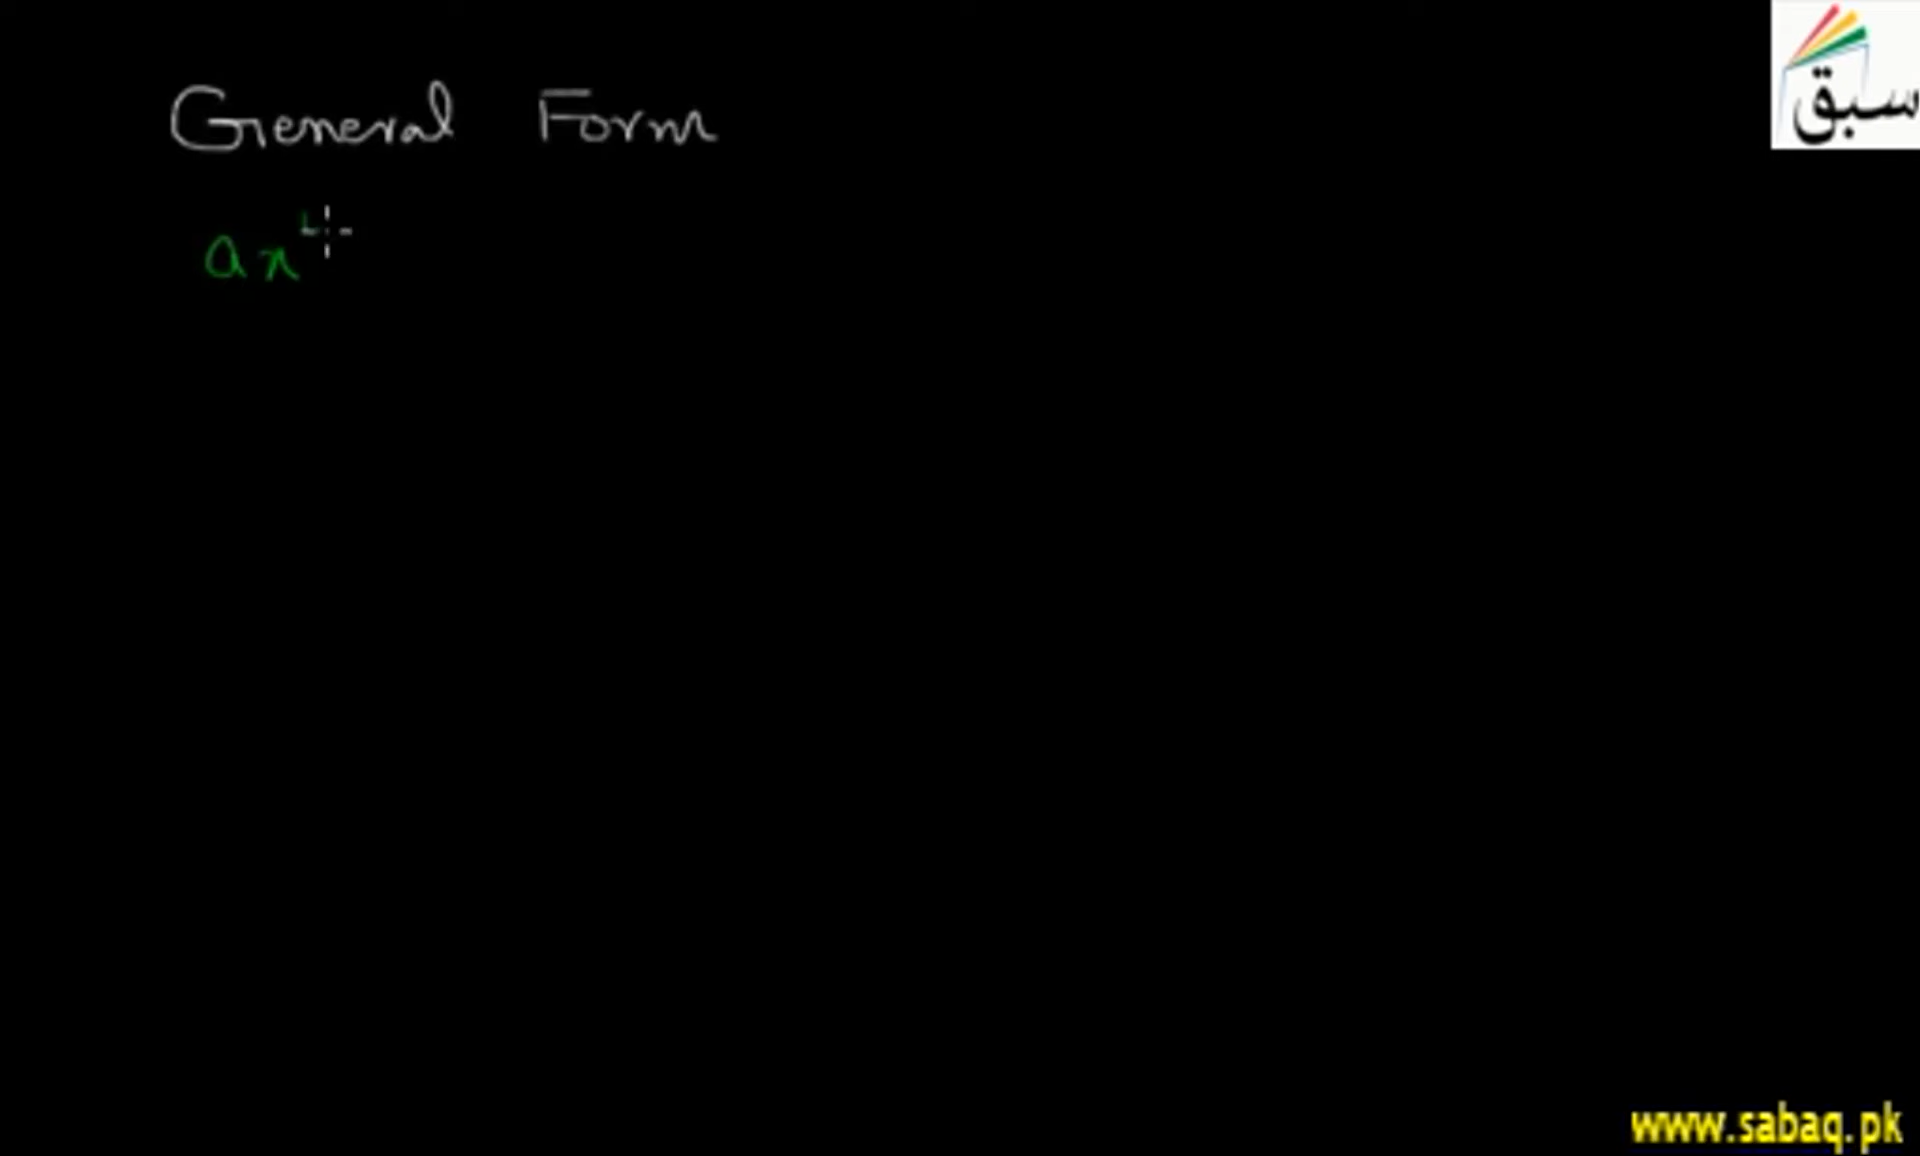 General Form
سبق
ax
www.sabaq.pk